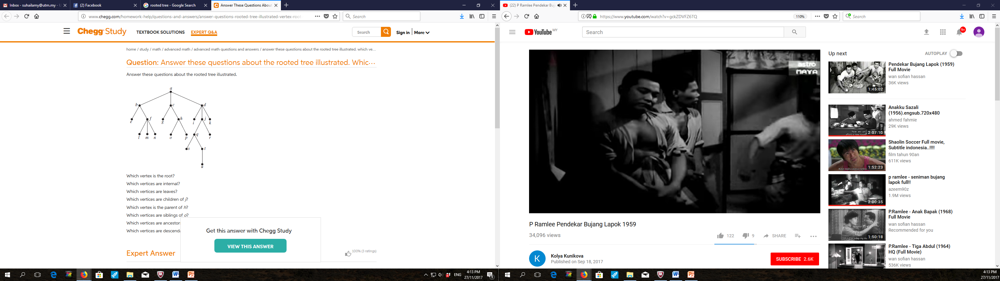 Inbox - suhailamy@utm.my - U
(2) Facebook
rooted tree - Google Search
Answer These Questions About
www.chegg.com/homework-help/questions-and-answers/answer-questions-rooted-tree-illustrated-vertex-root-
Search
Chegg Study
TEXTBOOK SOLUTIONS
EXPERT Q&A
Search
Sign in
More
home / study / math / advanced math / advanced math questions and answers / answer these questions about the rooted tree illustrated. which ve...
Question: Answer these questions about the rooted tree illustrated. Whic...
Answer these questions about the rooted tree illustrated.
a
b c d
e f g h i j k
l m n o p q r
s t
u
Which vertex is the root?
Which vertices are internal?
Which vertices are leaves?
Which vertices are children of j?
Which vertex is the parent of h?
Which vertices are siblings of o?
Which vertices are ancestor
Which vertices are descenda
Get this answer with Chegg Study
VIEW THIS ANSWER
Expert Answer
100% (3 ratings)
ENG
4:13 PM
27/11/2017
1
(22) P Ramlee Pendekar Buj
https://www.youtube.com/watch?v=gckZDVFZ6TQ
110%
Search
YouTube MY
Search
9+
astro
MAYA
P Ramlee Pendekar Bujang Lapok 1959
34,096 views
122
9
SHARE
K
Kolya Kunikova
Published on Sep 18, 2017
SUBSCRIBE 2.6K
Up next
AUTOPLAY
1:45:02
Pendekar Bujang Lapok (1959)
Full Movie
wan sofian hassan
36K views
Now we can
afford a new house
2:07:10
Anakku Sazali
(1956).engsub.720x480
ahmed fahmie
29K views
Bukan begitu caranya
1:52:23
Shaolin Soccer Full movie,
Subtitle indonesia..!!!!
film tahun 90an
611K views
2:00:35
p ramlee - seniman bujang
lapok full!!
azeem90z
1.9M views
You can keep my
1:50:18
P.Ramlee - Anak Bapak (1968)
Full Movie
wan sofian hassan
Recommended for you
P.Ramlee - Tiga Abdul (1964)
HQ (Full Movie)
wan sofian hassan
536K views
4:13 PM
27/11/2017